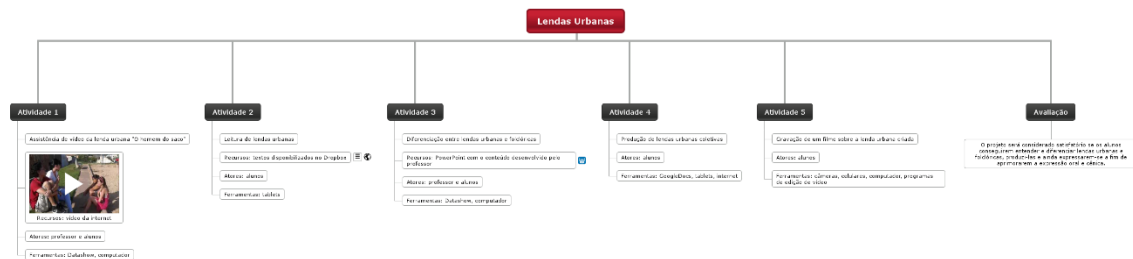 Lendas Urbanas
Atividade 1
Assistência do vídeo da lenda urbana "O homem do saco"
Recursos: vídeo da internet
Atores: professor e alunos
Ferramentas: Datashow, computador
Atividade 2
Leitura de lendas urbanas
Recursos: textos disponibilizados no Dropbox
Atores: alunos
Ferramentas: tablets
Atividade 3
Diferenciação entre lendas urbanas e folclóricas
Recursos: PowerPoint com o conteúdo desenvolvido pelo
professor
Atores: professor e alunos
Ferramentas: Datashow, computador
Atividade 4
Produção de lendas urbanas coletivas
Atores: alunos
Ferramentas: GoogleDocs, tablets, internet
Atividade 5
Gravação de um filme sobre a lenda urbana criada
Atores: alunos
Ferramentas: câmeras, celulares, computador, programas
de edição de vídeo
Avaliação
O projeto será considerado satisfatório se os alunos
conseguirem entender e diferenciar lendas urbanas e
folclóricas, produzi-las e ainda expressarem-se a fim de
aprimorarem a expressão oral e cênica.